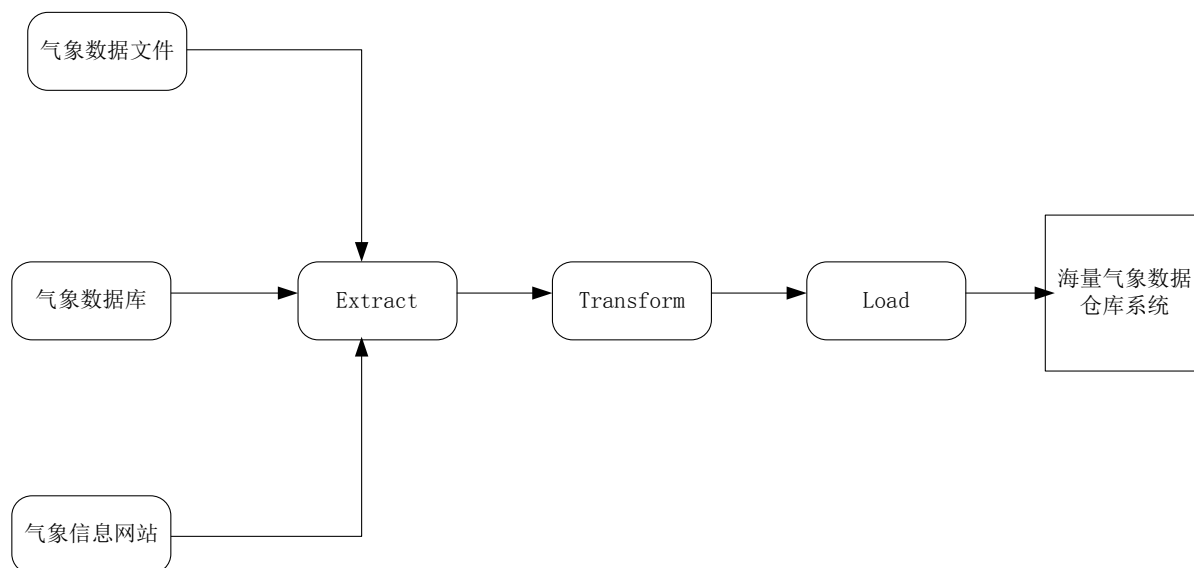 气象数据文件
气象数据库
Extract
Transform
Load
海量气象数据
仓库系统
气象信息网站